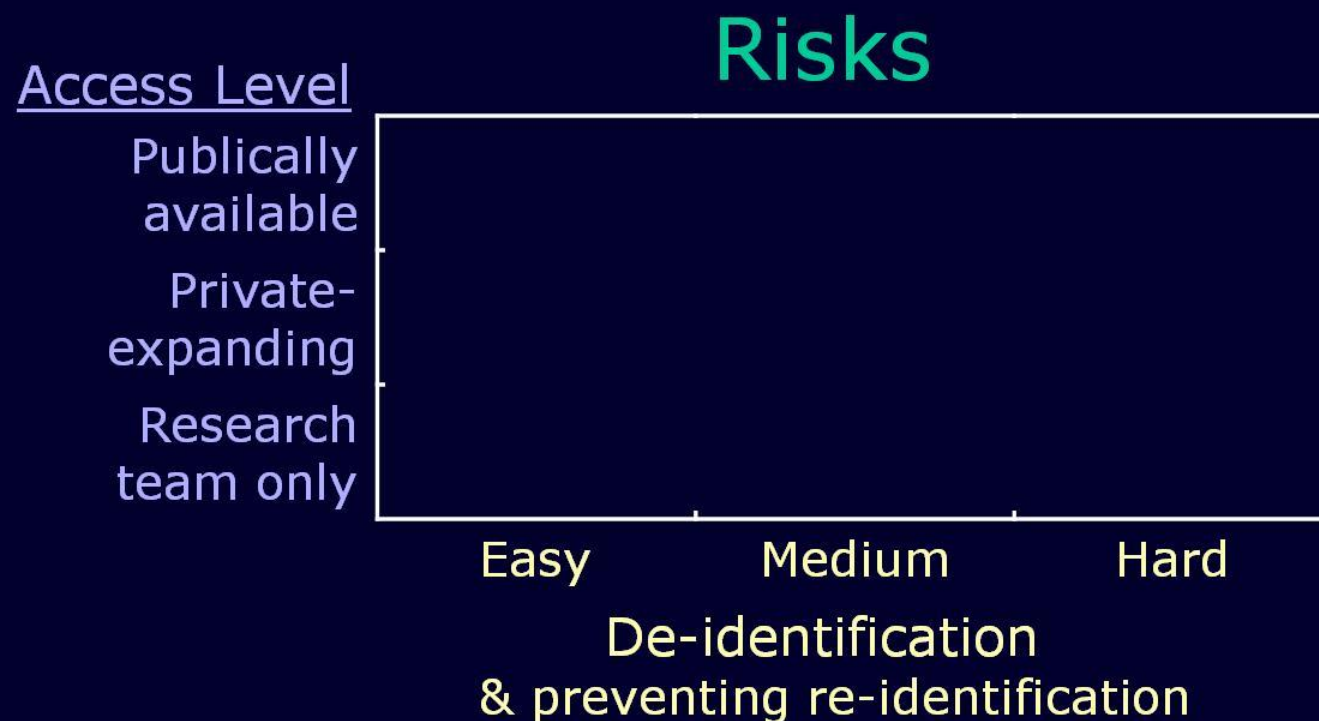 Risks
Access Level
Publically
available
Private-
expanding
Research
team only
Easy Medium Hard
De-identification
& preventing re-identification